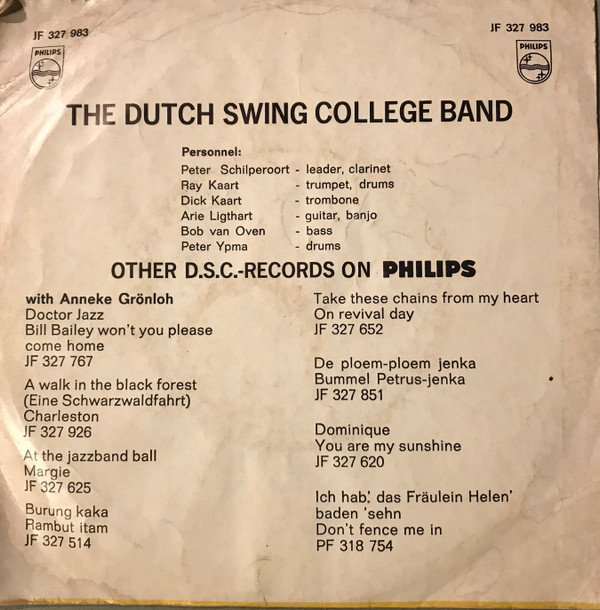 JF 327 983
JF 327 983
PHILIPS
PHILIPS
THE DUTCH SWING COLLEGE BAND
Personnel:
Peter Schilperoort - leader, clarinet
Ray Kaart - trumpet, drums
Dick Kaart - trombone
Arie Ligthart - guitar, banjo
Bob van Oven - bass
Peter Ypma - drums
OTHER D.S.C.-RECORDS ON PHILIPS
with Anneke Grönloh
Doctor Jazz
Bill Bailey won't you please
come home
JF 327 767
A walk in the black forest
(Eine Schwarzwaldfahrt)
Charleston
JF 327 926
At the jazzband ball
Margie
JF 327 625
Burung kaka
Rambut itam
JF 327 514
Take these chains from my heart
On revival day
JF 327 652
De ploem-ploem jenka
Bummel Petrus-jenka
JF 327 851
Dominique
You are my sunshine
JF 327 620
Ich hab'. das Fräulein Helen'
baden 'sehn
Don't fence me in
PF 318 754